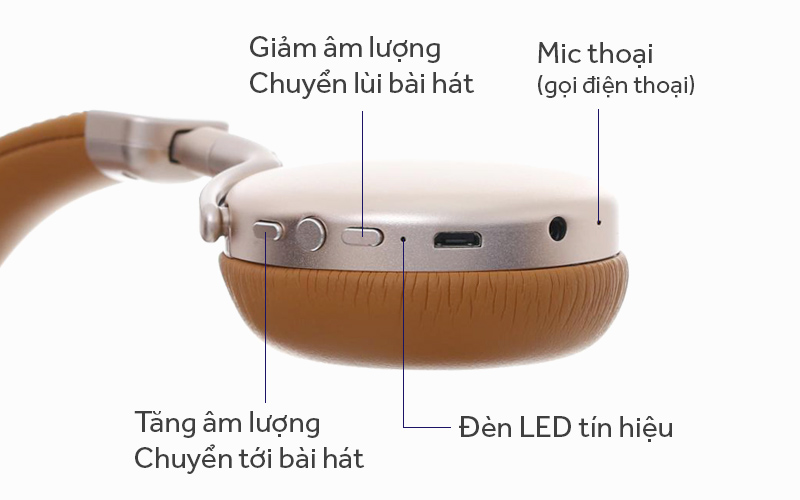 Giảm âm lượng
Chuyển lùi bài hát
Mic thoại
(gọi điện thoại)
Tăng âm lượng
Chuyển tới bài hát
Đèn LED tín hiệu